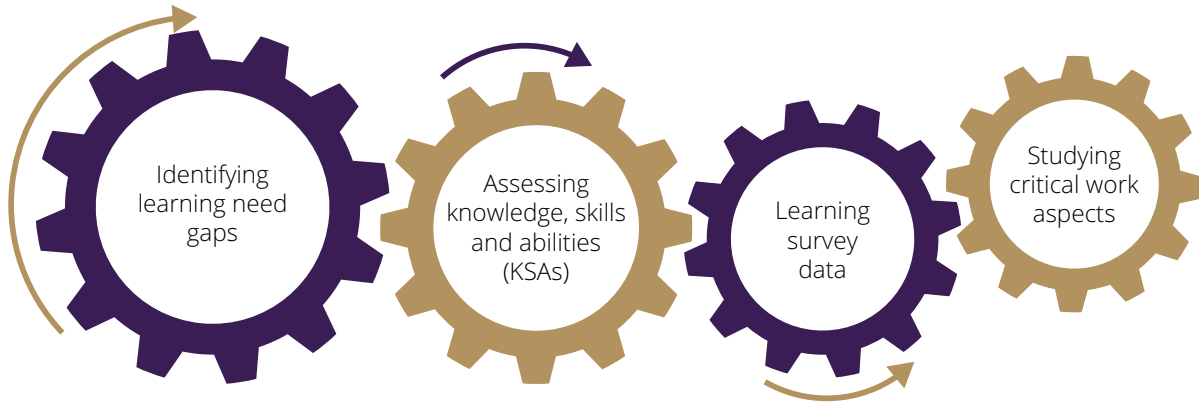 Identifying
learning need
gaps
Assessing
knowledge, skills
and abilities
(KSAs)
Learning
survey
data
Studying
critical work
aspects